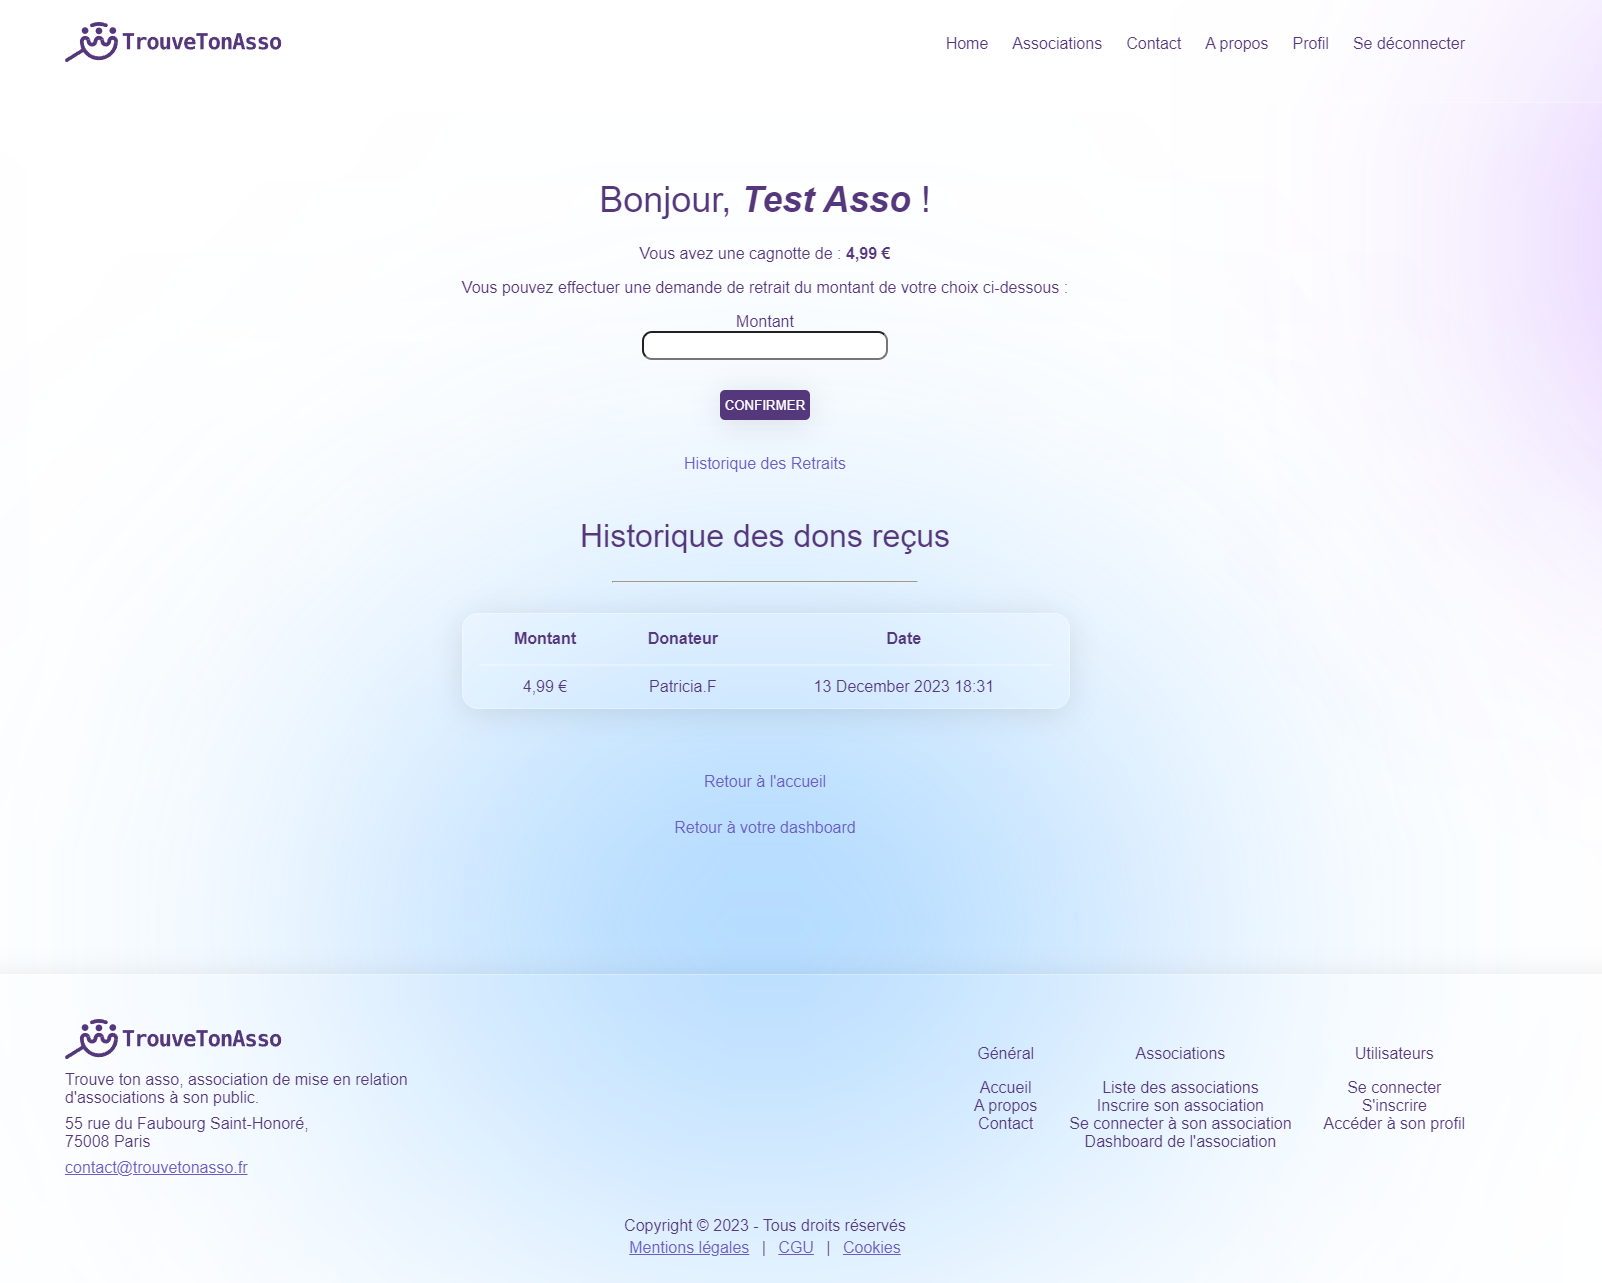 TrouveTonAsso
Home Associations Contact A propos Profil Se déconnecter
Bonjour, Test Asso !
Vous avez une cagnotte de : 4,99 €
Vous pouvez effectuer une demande de retrait du montant de votre choix ci-dessous :
Montant
CONFIRMER
Historique des Retraits
Historique des dons reçus
Montant Donateur Date
4,99 € Patricia.F 13 December 2023 18:31
Retour à l'accueil
Retour à votre dashboard
TrouveTonAsso
Trouve ton asso, association de mise en relation
d'associations à son public.
55 rue du Faubourg Saint-Honoré,
75008 Paris
contact@trouvetonasso.fr
Général
Accueil
A propos
Contact
Associations
Liste des associations
Inscrire son association
Se connecter à son association
Dashboard de l'association
Utilisateurs
Se connecter
S'inscrire
Accéder à son profil
Copyright © 2023 - Tous droits réservés
Mentions légales | CGU | Cookies